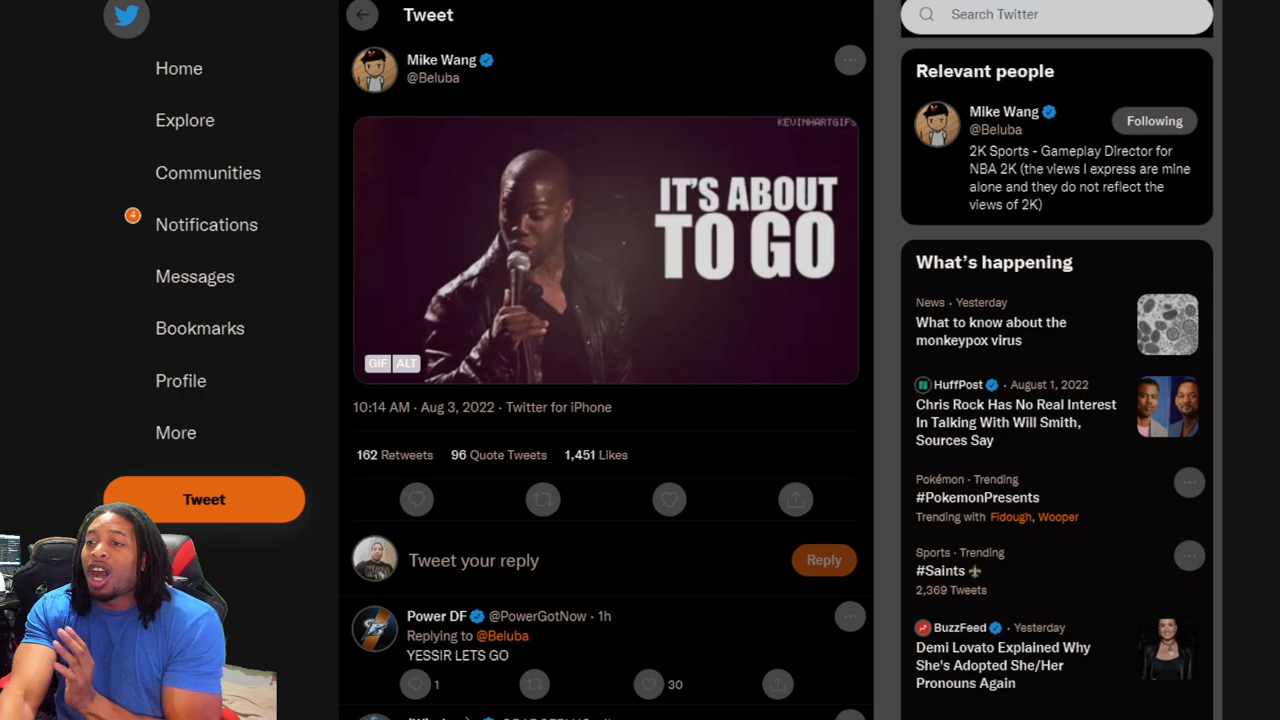 Home
Explore
Communities
4
Notifications
Messages
Bookmarks
Profile
More
Tweet
Tweet
Mike Wang
@Beluba
KEVINHARTGIFS
IT'S ABOUT
TO GO
GIF ALT
10:14 AM · Aug 3, 2022 · Twitter for iPhone
162 Retweets 96 Quote Tweets 1,451 Likes
Tweet your reply
Reply
Power DF @PowerGotNow · 1h
Replying to @Beluba
YESSIR LETS GO
1
30
Search Twitter
Relevant people
Mike Wang
@Beluba
Following
2K Sports - Gameplay Director for
NBA 2K (the views I express are mine
alone and they do not reflect the
views of 2K)
What's happening
News · Yesterday
What to know about the
monkeypox virus
HuffPost · August 1, 2022
Chris Rock Has No Real Interest
In Talking With Will Smith,
Sources Say
Pokémon · Trending
#PokemonPresents
Trending with Fidough, Wooper
Sports · Trending
#Saints
2,369 Tweets
BuzzFeed · Yesterday
Demi Lovato Explained Why
She's Adopted She/Her
Pronouns Again